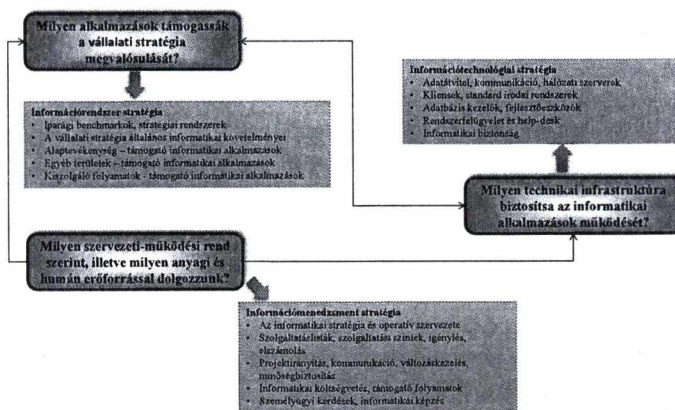 Milyen alkalmazások támogassák
a vállalati stratégia
megvalósulását?
Információrendszer stratégia
• Iparági benchmarkok, stratégiai rendszerek
• A vállalati stratégia általános informatikai követelményei
• Alaptevékenység – támogató informatikai alkalmazások
• Egyéb területek – támogató informatikai alkalmazások
• Kiszolgáló folyamatok - támogató informatikai alkalmazások
Információtechnológiai stratégia
• Adatátvitel, kommunikáció, hálózati szerverek
• Kliensek, standard irodai rendszerek
• Adatbázis kezelők, fejlesztőeszközök
• Rendszerfelügyelet és help-desk
• Informatikai biztonság
Milyen technikai infrastruktúra
biztosítsa az informatikai
alkalmazások működését?
Milyen szervezeti-működési rend
szerint, illetve milyen anyagi és
humán erőforrással dolgozzunk?
Információmenedzsment stratégia
• Az informatikai stratégia és operatív szervezete
• Szolgáltatáslisták, szolgáltatási szintek, igénylés,
elszámolás
• Projektirányítás, kommunikáció, változáskezelés,
minőségbiztosítás
• Informatikai költségvetés, támogató folyamatok
• Személyügyi kérdések, informatikai képzés